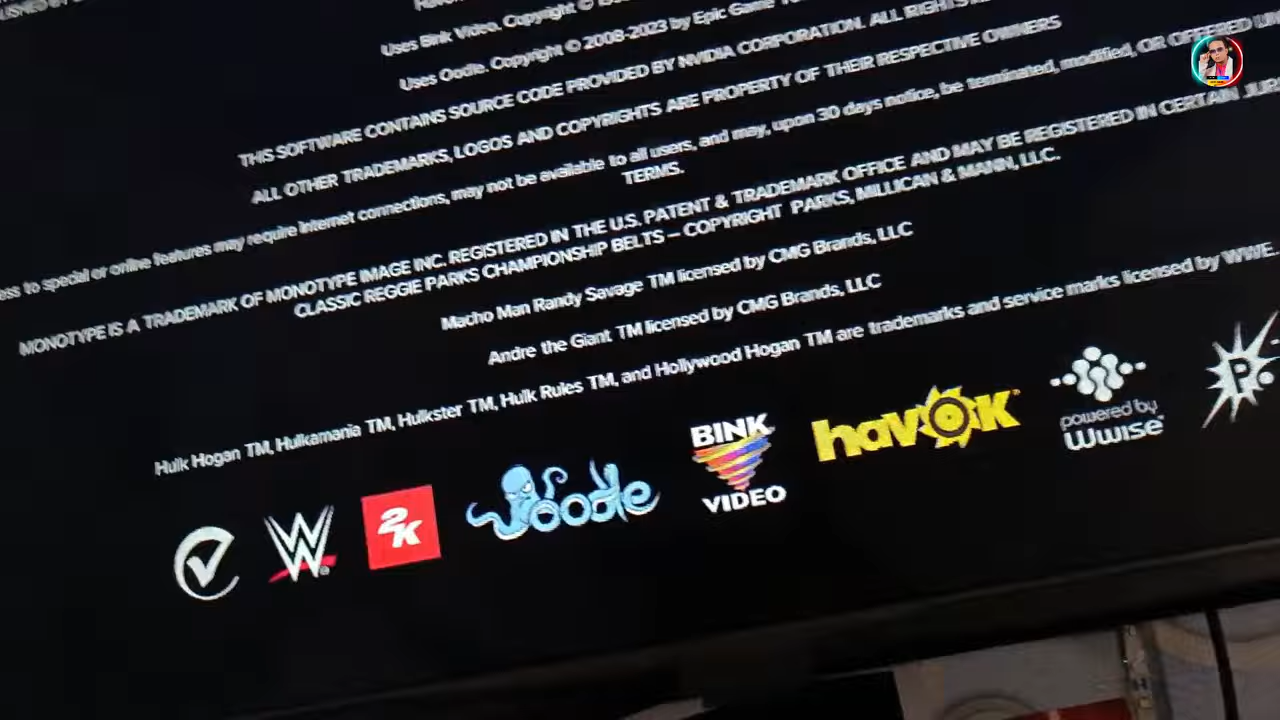 Uses Bink Video. Copyright ©
Uses Oodle. Copyright © 2008-2023 by Epic Game
THIS SOFTWARE CONTAINS SOURCE CODE PROVIDED BY NVIDIA CORPORATION. ALL
ALL OTHER TRADEMARKS, LOGOS AND COPYRIGHTS ARE PROPERTY OF THEIR RESPECTIVE OWNERS
to special or online features may require internet connections, may not be available to all users, and may, upon 30 days notice, be terminated, modified, OR OFFERED
TERMS.
MONOTYPE IS A TRADEMARK OF MONOTYPE IMAGE INC. REGISTERED IN THE U.S. PATENT & TRADEMARK OFFICE AND MAY BE REGISTERED IN CERTAIN
CLASSIC REGGIE PARKS CHAMPIONSHIP BELTS – COPYRIGHT PARKS, MILLICAN & MANN, LLC.
Macho Man Randy Savage TM licensed by CMG Brands, LLC
Andre the Giant TM licensed by CMG Brands, LLC
Hulk Hogan TM, Hulkamania TM, Hulkster TM, Hulk Rules TM, and Hollywood Hogan TM are trademarks and service marks licensed by WWE.
W 2K oodle BINK VIDEO havok powered by wwise P